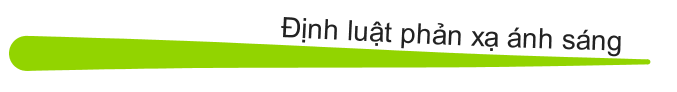 Định luật phản xạ ánh sáng